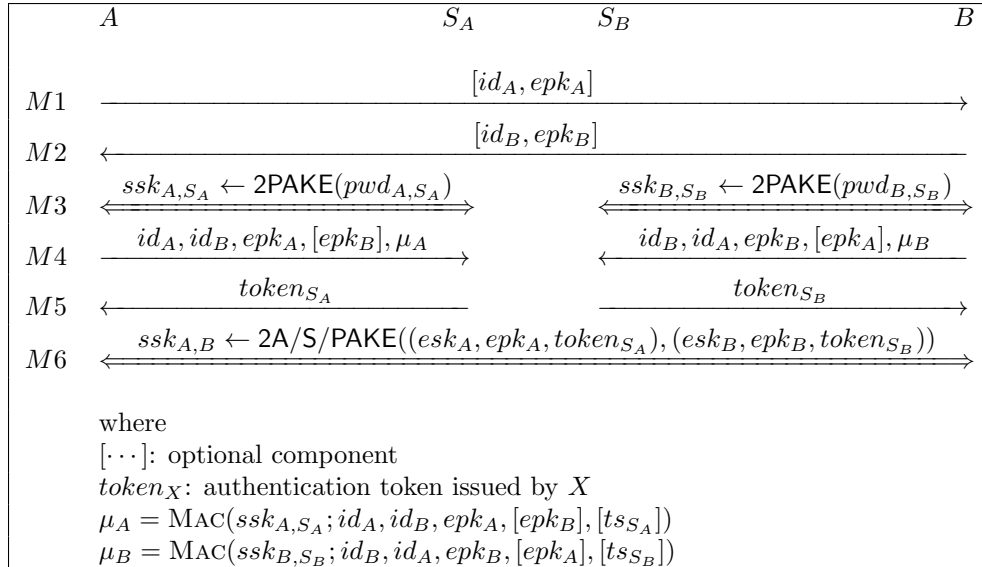 A S_A S_B B
M1 [id_A, epk_A]
M2 [id_B, epk_B]
M3 ssk_{A,S_A} ← 2PAKE(pwd_{A,S_A}) ssk_{B,S_B} ← 2PAKE(pwd_{B,S_B})
M4 id_A, id_B, epk_A, [epk_B], μ_A id_B, id_A, epk_B, [epk_A], μ_B
M5 token_{S_A} token_{S_B}
M6 ssk_{A,B} ← 2A/S/PAKE((esk_A, epk_A, token_{S_A}), (esk_B, epk_B, token_{S_B}))
where
[⋯]: optional component
token_X: authentication token issued by X
μ_A = MAC(ssk_{A,S_A}; id_A, id_B, epk_A, [epk_B], [ts_{S_A}])
μ_B = MAC(ssk_{B,S_B}; id_B, id_A, epk_B, [epk_A], [ts_{S_B}])